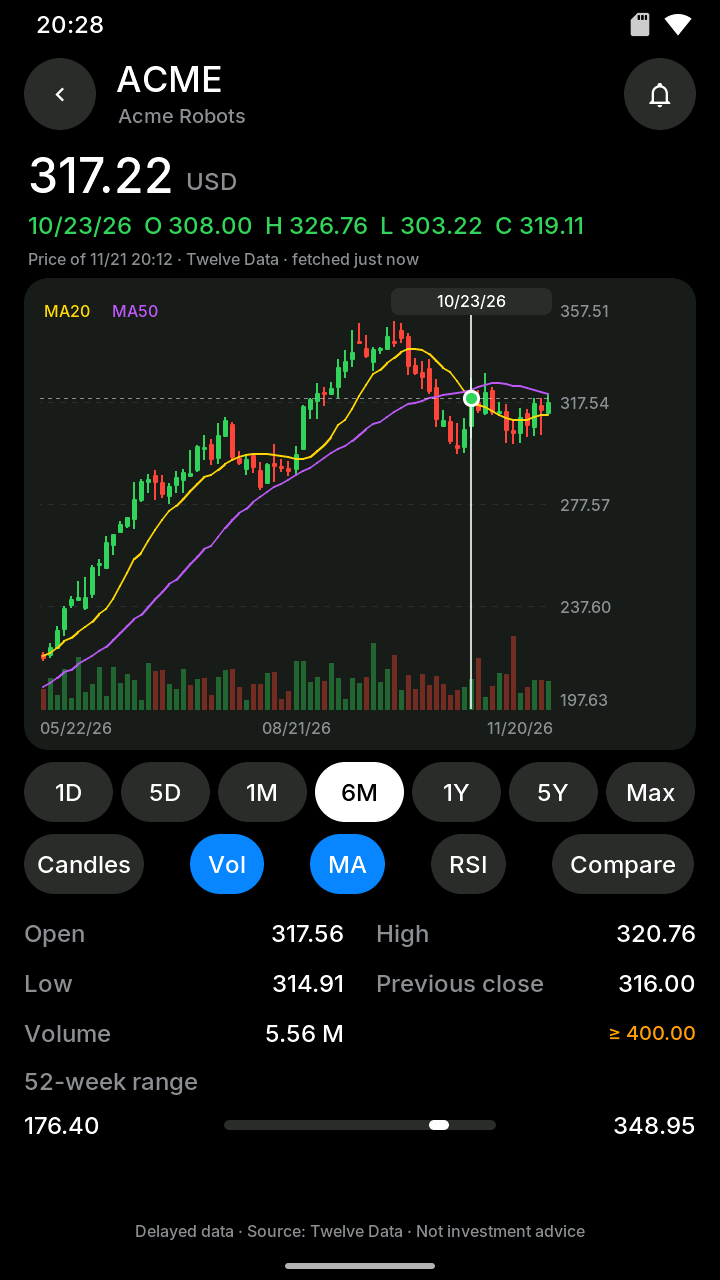 20:28
ACME
Acme Robots
317.22 USD
10/23/26 O 308.00 H 326.76 L 303.22 C 319.11
Price of 11/21 20:12 · Twelve Data · fetched just now
MA20 MA50
10/23/26
357.51
317.54
277.57
237.60
197.63
05/22/26 08/21/26 11/20/26
1D 5D 1M 6M 1Y 5Y Max
Candles Vol MA RSI Compare
Open 317.56 High 320.76
Low 314.91 Previous close 316.00
Volume 5.56 M ≥ 400.00
52-week range
176.40 348.95
Delayed data · Source: Twelve Data · Not investment advice